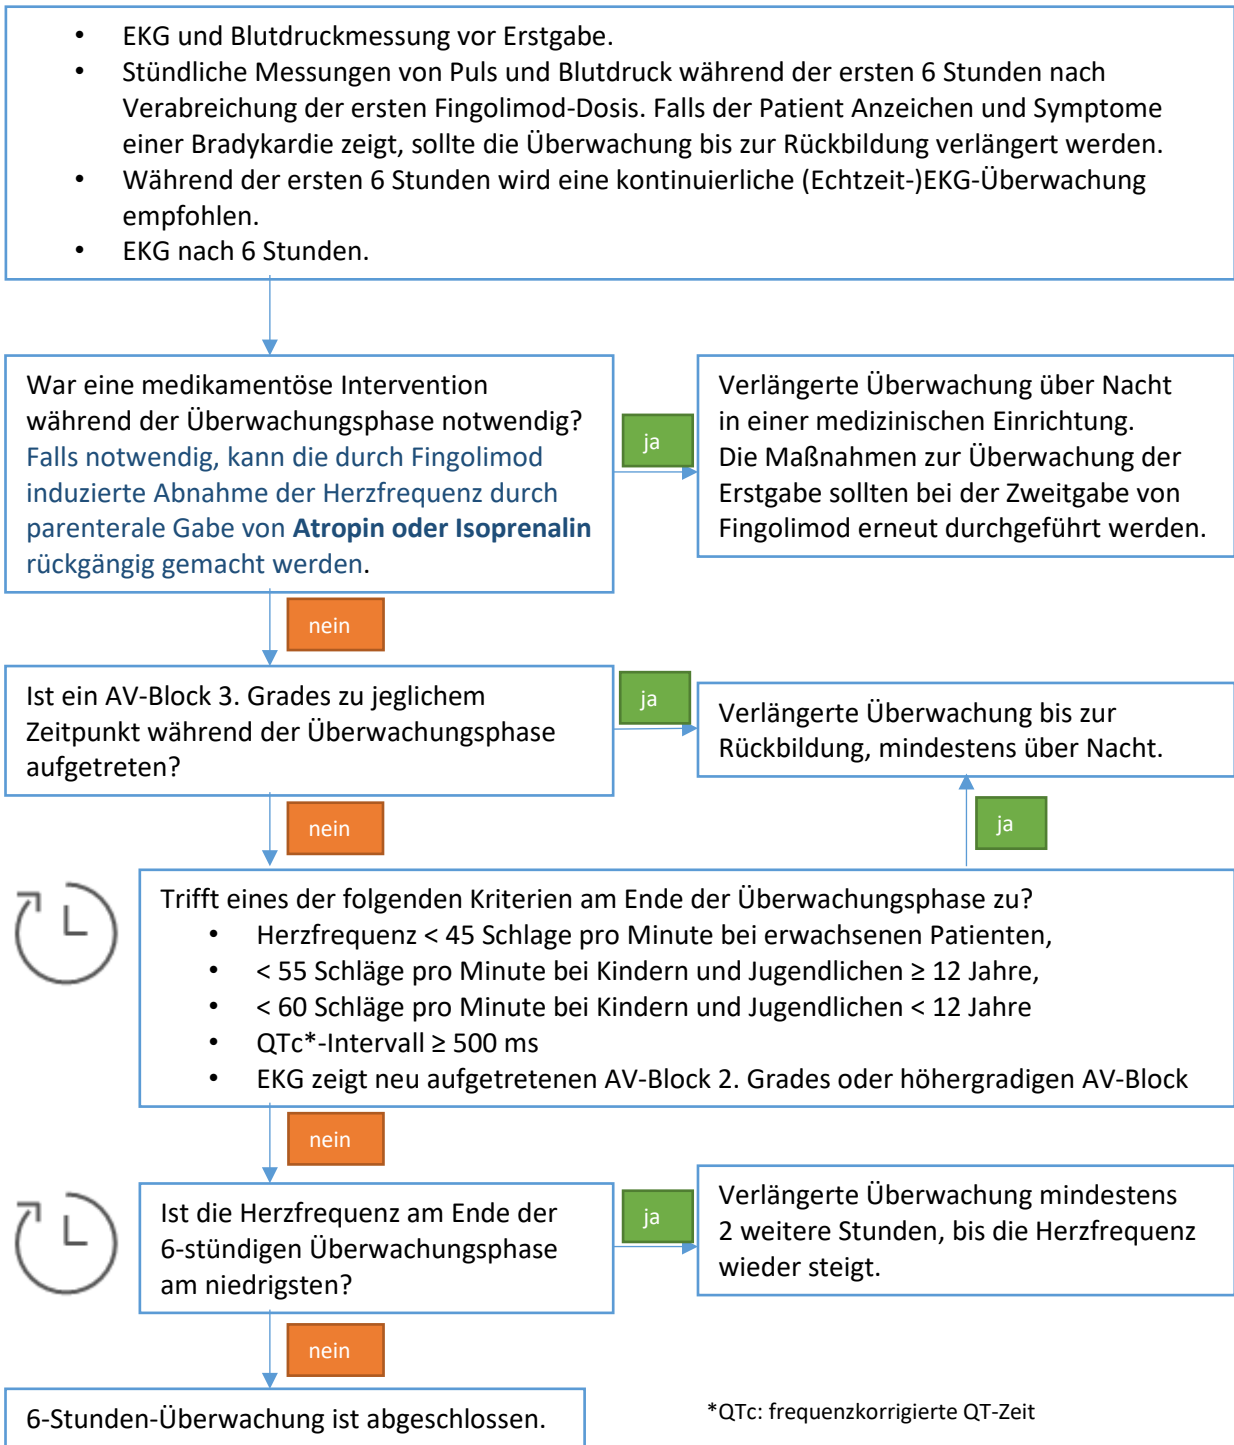 • EKG und Blutdruckmessung vor Erstgabe.
• Stündliche Messungen von Puls und Blutdruck während der ersten 6 Stunden nach
Verabreichung der ersten Fingolimod-Dosis. Falls der Patient Anzeichen und Symptome
einer Bradykardie zeigt, sollte die Überwachung bis zur Rückbildung verlängert werden.
• Während der ersten 6 Stunden wird eine kontinuierliche (Echtzeit-)EKG-Überwachung
empfohlen.
• EKG nach 6 Stunden.
War eine medikamentöse Intervention
während der Überwachungsphase notwendig?
Falls notwendig, kann die durch Fingolimod
induzierte Abnahme der Herzfrequenz durch
parenterale Gabe von Atropin oder Isoprenalin
rückgängig gemacht werden.
ja
Verlängerte Überwachung über Nacht
in einer medizinischen Einrichtung.
Die Maßnahmen zur Überwachung der
Erstgabe sollten bei der Zweitgabe von
Fingolimod erneut durchgeführt werden.
nein
Ist ein AV-Block 3. Grades zu jeglichem
Zeitpunkt während der Überwachungsphase
aufgetreten?
ja
Verlängerte Überwachung bis zur
Rückbildung, mindestens über Nacht.
nein
ja
Trifft eines der folgenden Kriterien am Ende der Überwachungsphase zu?
• Herzfrequenz < 45 Schlage pro Minute bei erwachsenen Patienten,
• < 55 Schläge pro Minute bei Kindern und Jugendlichen ≥ 12 Jahre,
• < 60 Schläge pro Minute bei Kindern und Jugendlichen < 12 Jahre
• QTc*-Intervall ≥ 500 ms
• EKG zeigt neu aufgetretenen AV-Block 2. Grades oder höhergradigen AV-Block
nein
Ist die Herzfrequenz am Ende der
6-stündigen Überwachungsphase
am niedrigsten?
ja
Verlängerte Überwachung mindestens
2 weitere Stunden, bis die Herzfrequenz
wieder steigt.
nein
6-Stunden-Überwachung ist abgeschlossen.
*QTc: frequenzkorrigierte QT-Zeit